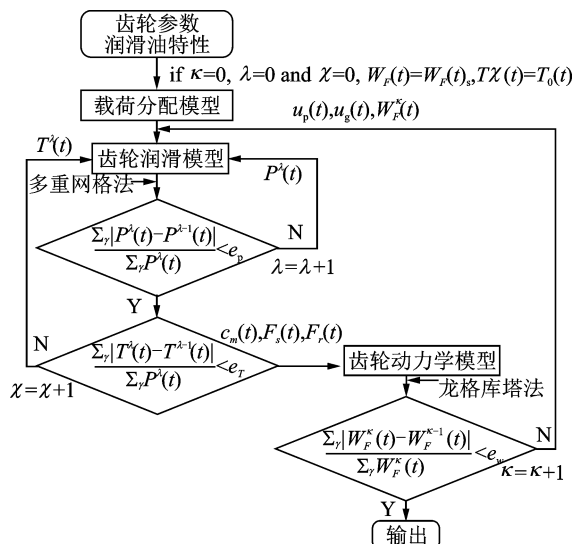 齿轮参数
润滑油特性
if κ=0, λ=0 and χ=0, W_F(t)=W_F(t)_s,Tχ(t)=T_0(t)
载荷分配模型
u_p(t),u_g(t),W_F^κ(t)
T^λ(t)
齿轮润滑模型
P^λ(t)
多重网格法
Σ_γ|P^λ(t)-P^{λ-1}(t)|
Σ_γP^λ(t)
<e_p
N
λ=λ+1
Y
c_m(t),F_s(t),F_r(t)
N
Σ_γ|T^λ(t)-T^{λ-1}(t)|
Σ_γP^λ(t)
<e_T
χ=χ+1
齿轮动力学模型
龙格库塔法
Σ_γ|W_F^κ(t)-W_F^{κ-1}(t)|
Σ_γW_F^κ(t)
<e_w
N
κ=κ+1
Y
输出